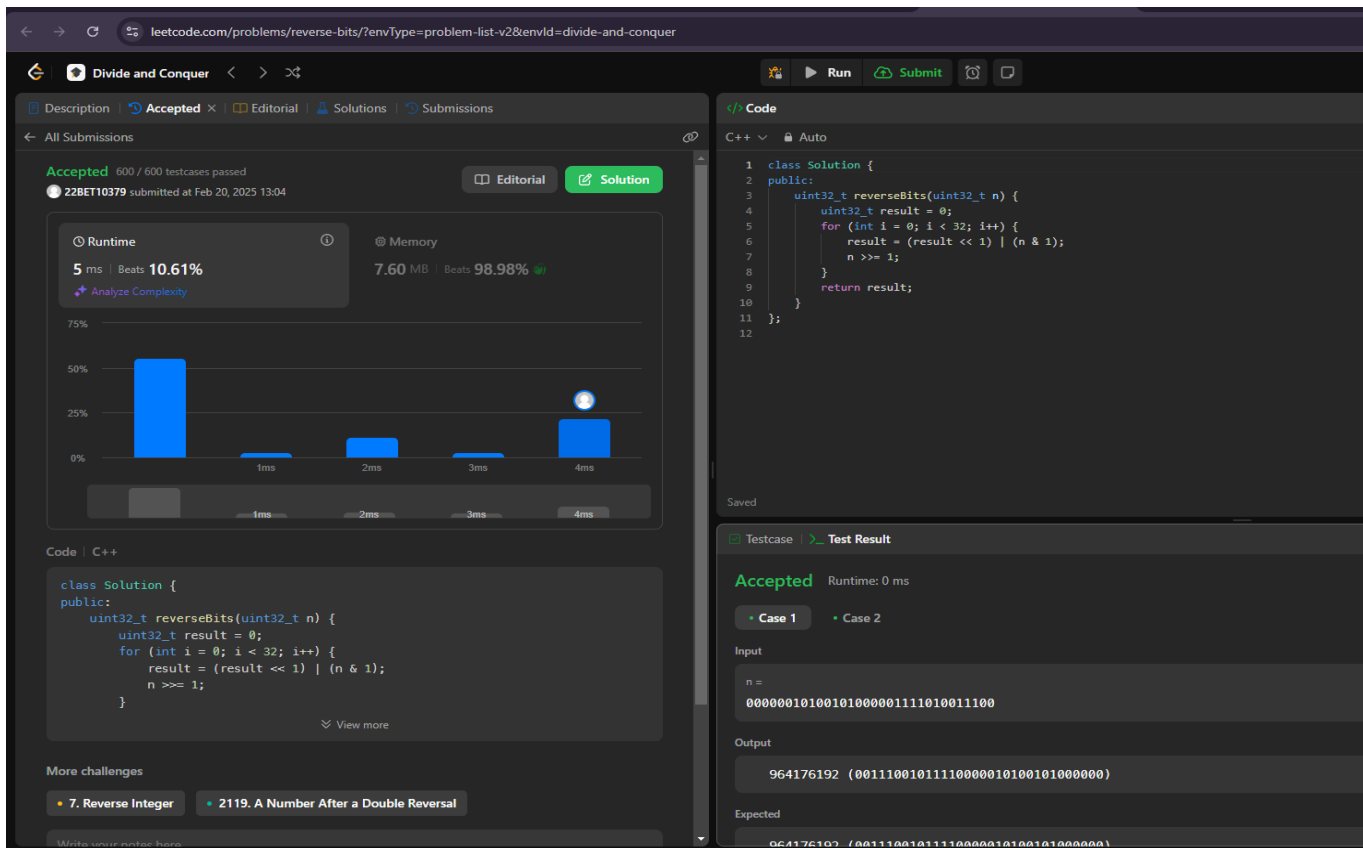 leetcode.com/problems/reverse-bits/?envType=problem-list-v2&envId=divide-and-conquer
Divide and Conquer
Run
Submit
Description
Accepted
Editorial
Solutions
Submissions
All Submissions
Accepted 600 / 600 testcases passed
22BET10379 submitted at Feb 20, 2025 13:04
Editorial
Solution
Runtime
5 ms | Beats 10.61%
Analyze Complexity
Memory
7.60 MB | Beats 98.98%
75%
50%
25%
0%
1ms 2ms 3ms 4ms
1ms 2ms 3ms 4ms
Code | C++
class Solution {
public:
    uint32_t reverseBits(uint32_t n) {
        uint32_t result = 0;
        for (int i = 0; i < 32; i++) {
            result = (result << 1) | (n & 1);
            n >>= 1;
        }
View more
More challenges
7. Reverse Integer
2119. A Number After a Double Reversal
Write your notes here
</> Code
C++ Auto
1 class Solution {
2 public:
3     uint32_t reverseBits(uint32_t n) {
4         uint32_t result = 0;
5         for (int i = 0; i < 32; i++) {
6             result = (result << 1) | (n & 1);
7             n >>= 1;
8         }
9         return result;
10     }
11 };
12
Saved
Testcase | >_ Test Result
Accepted Runtime: 0 ms
Case 1 Case 2
Input
n =
00000010100101000001111010011100
Output
964176192 (00111001011110000010100101000000)
Expected
964176192 (00111001011110000010100101000000)